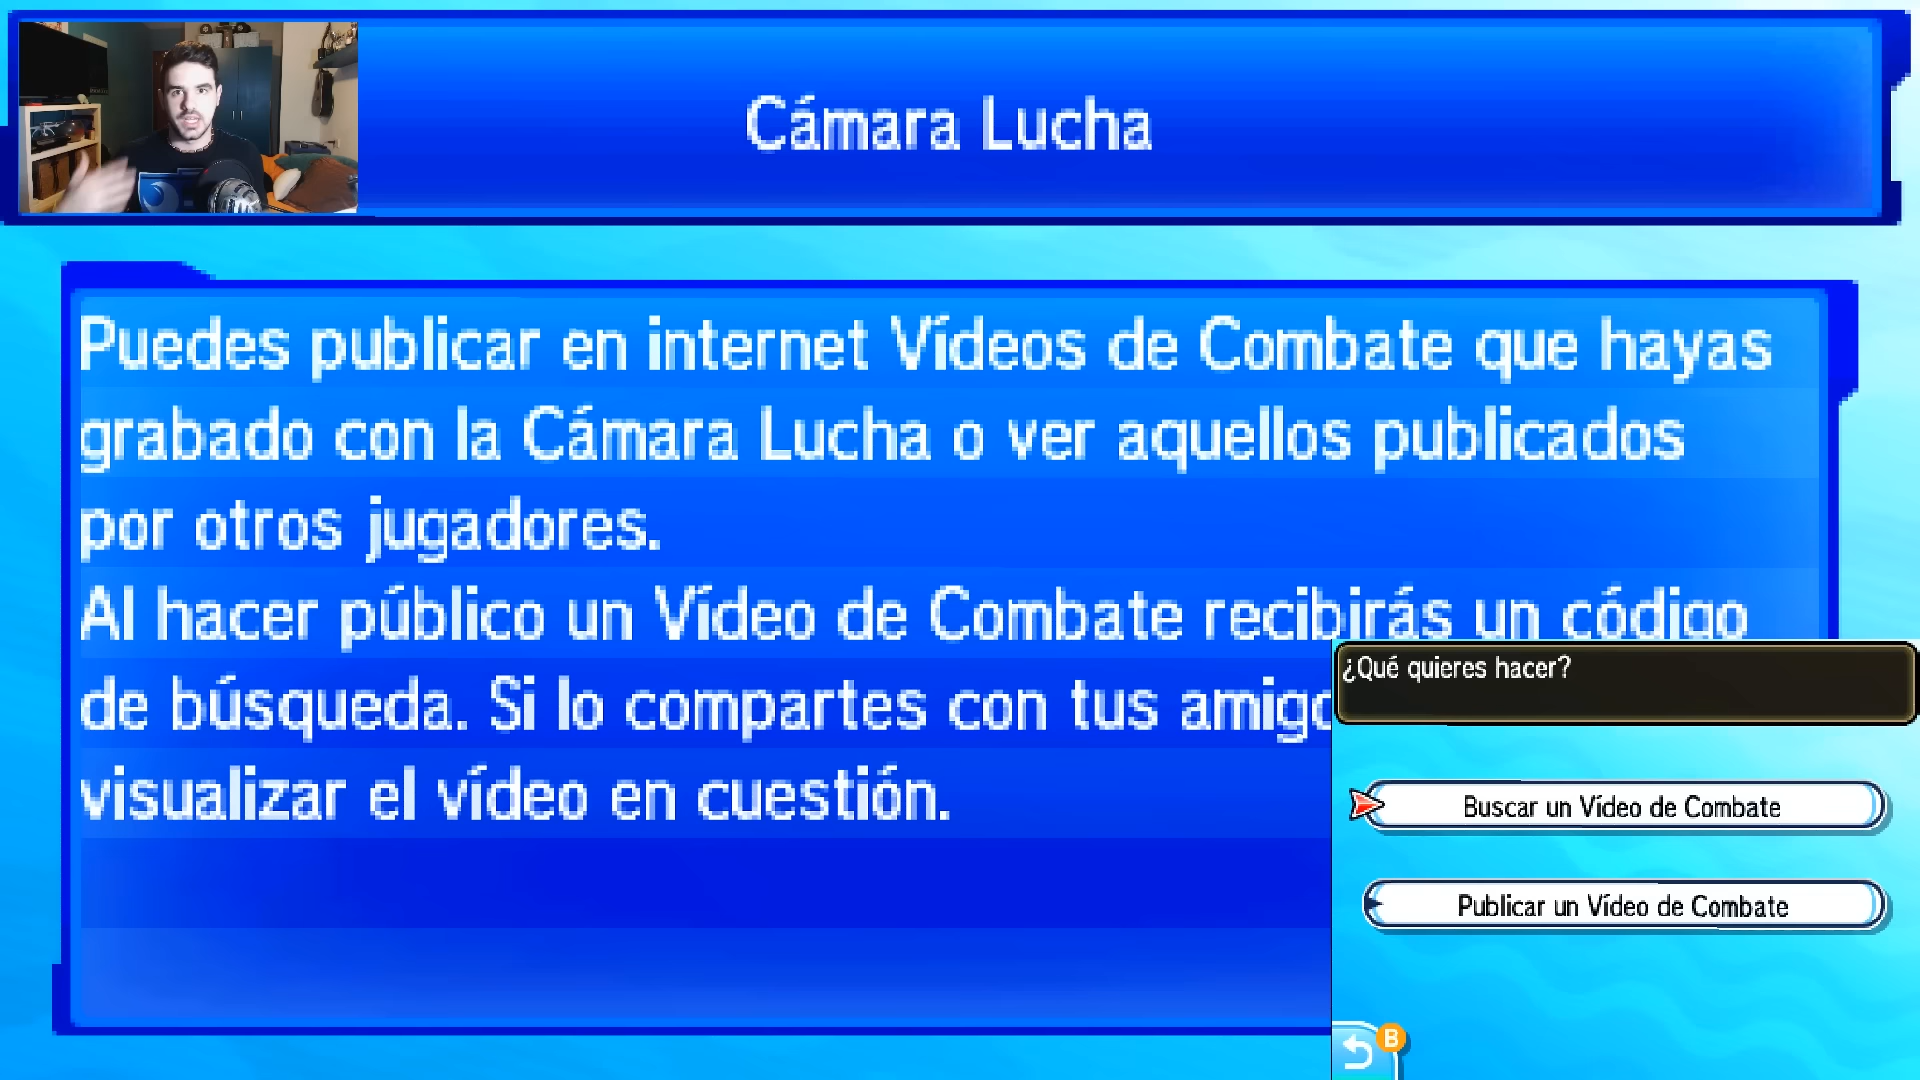 Cámara Lucha
Puedes publicar en internet Vídeos de Combate que hayas
grabado con la Cámara Lucha o ver aquellos publicados
por otros jugadores.
Al hacer público un Vídeo de Combate recibirás un código
de búsqueda. Si lo compartes con tus
visualizar el vídeo en cuestión.
¿Qué quieres hacer?
Buscar un Vídeo de Combate
Publicar un Vídeo de Combate
B